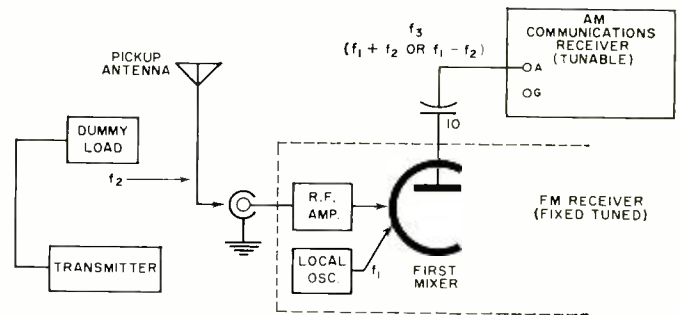 f3
(f1 + f2 OR f1 - f2)
AM
COMMUNICATIONS
RECEIVER
(TUNABLE)
A
G
PICKUP
ANTENNA
10
DUMMY
LOAD
f2
R.F.
AMP.
FM RECEIVER
(FIXED TUNED)
TRANSMITTER
LOCAL
OSC.
f1
FIRST
MIXER